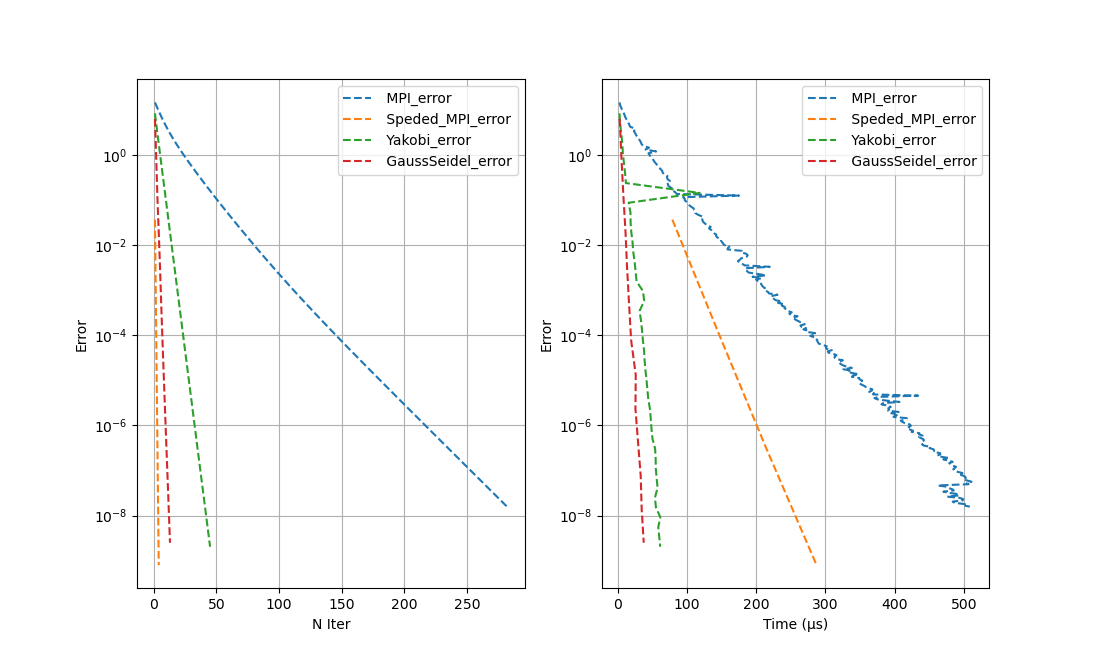 MPI_error
Speded_MPI_error
Yakobi_error
GaussSeidel_error
10^0
10^-2
10^-4
10^-6
10^-8
Error
0 50 100 150 200 250
N Iter
MPI_error
Speded_MPI_error
Yakobi_error
GaussSeidel_error
10^0
10^-2
10^-4
10^-6
10^-8
Error
0 100 200 300 400 500
Time (μs)